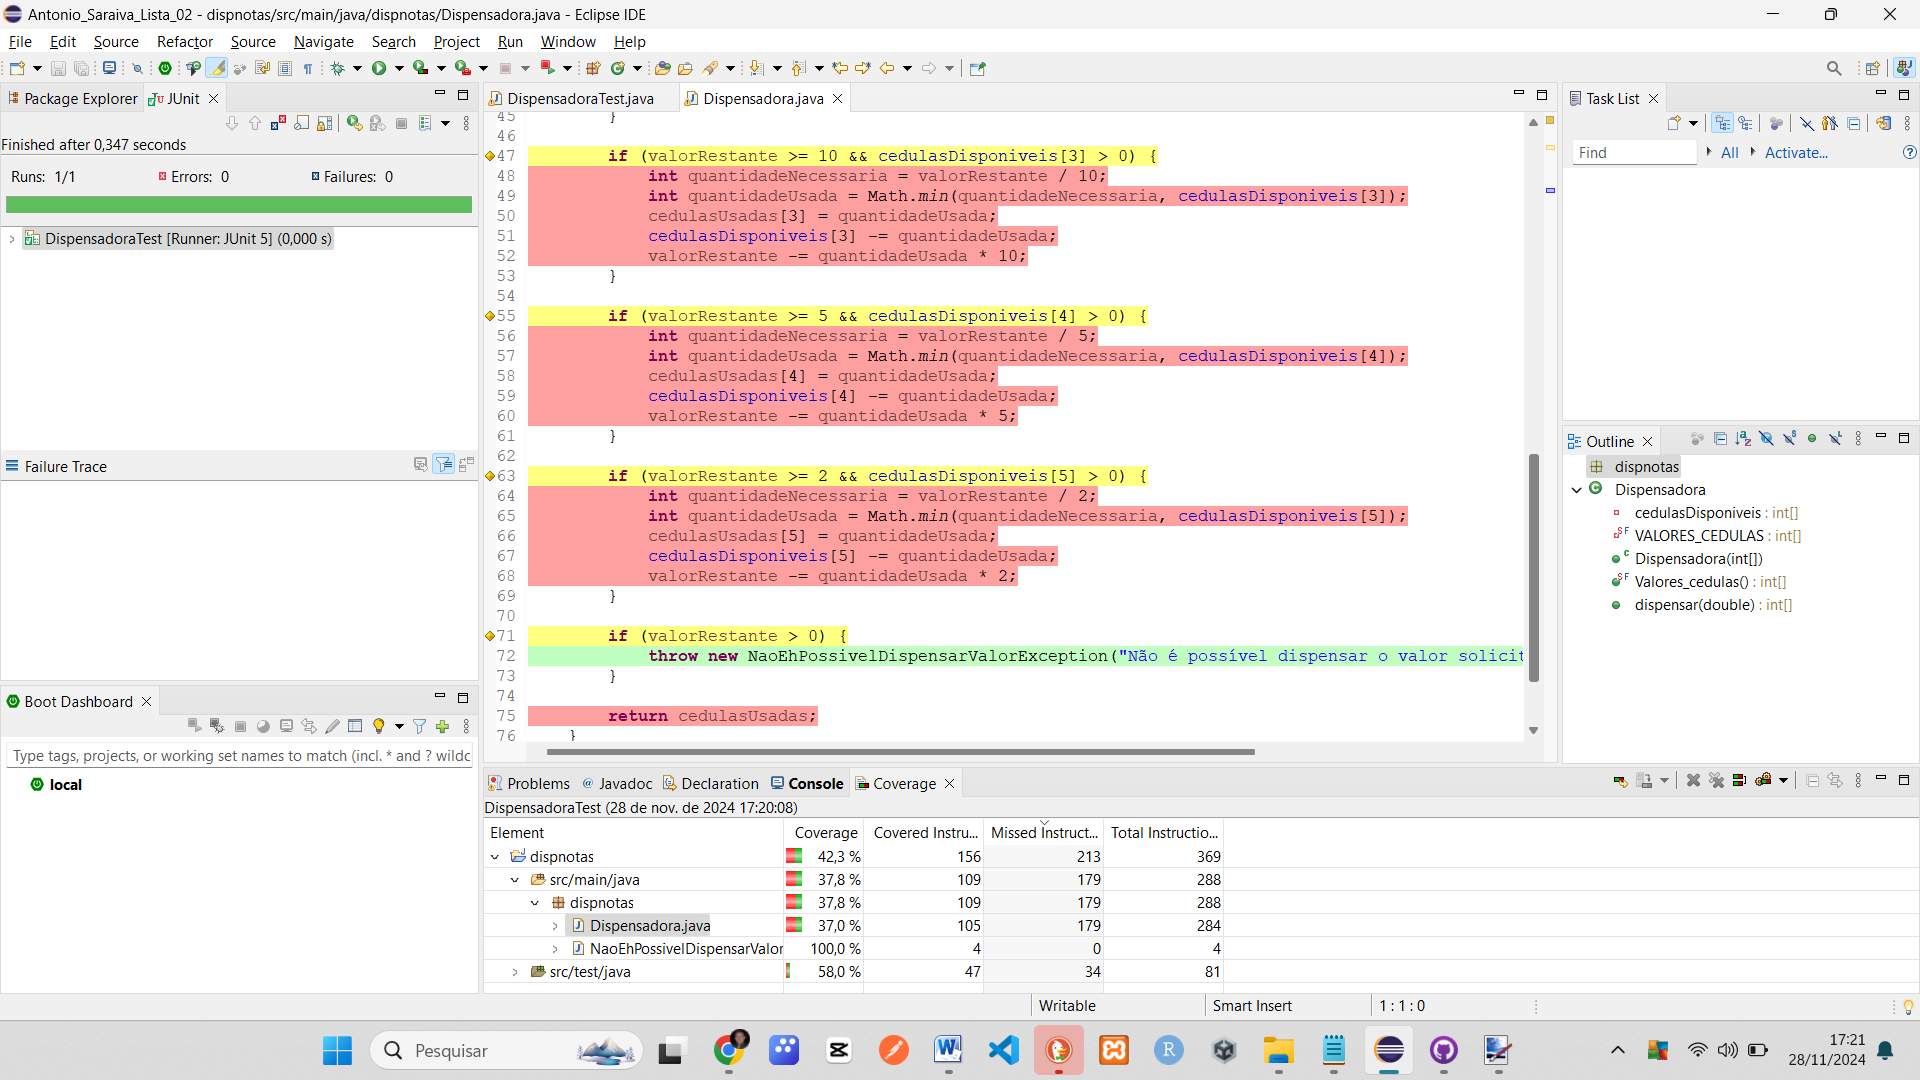 Antonio_Saraiva_Lista_02 - dispnotas/src/main/java/dispnotas/Dispensadora.java - Eclipse IDE
File Edit Source Refactor Source Navigate Search Project Run Window Help
Package Explorer JUnit
Finished after 0,347 seconds
Runs: 1/1 Errors: 0 Failures: 0
DispensadoraTest [Runner: JUnit 5] (0,000 s)
Failure Trace
Boot Dashboard
Type tags, projects, or working set names to match (incl. * and ? wildc
local
DispensadoraTest.java Dispensadora.java
45 }
46
47 if (valorRestante >= 10 && cedulasDisponiveis[3] > 0) {
48 int quantidadeNecessaria = valorRestante / 10;
49 int quantidadeUsada = Math.min(quantidadeNecessaria, cedulasDisponiveis[3]);
50 cedulasUsadas[3] = quantidadeUsada;
51 cedulasDisponiveis[3] -= quantidadeUsada;
52 valorRestante -= quantidadeUsada * 10;
53 }
54
55 if (valorRestante >= 5 && cedulasDisponiveis[4] > 0) {
56 int quantidadeNecessaria = valorRestante / 5;
57 int quantidadeUsada = Math.min(quantidadeNecessaria, cedulasDisponiveis[4]);
58 cedulasUsadas[4] = quantidadeUsada;
59 cedulasDisponiveis[4] -= quantidadeUsada;
60 valorRestante -= quantidadeUsada * 5;
61 }
62
63 if (valorRestante >= 2 && cedulasDisponiveis[5] > 0) {
64 int quantidadeNecessaria = valorRestante / 2;
65 int quantidadeUsada = Math.min(quantidadeNecessaria, cedulasDisponiveis[5]);
66 cedulasUsadas[5] = quantidadeUsada;
67 cedulasDisponiveis[5] -= quantidadeUsada;
68 valorRestante -= quantidadeUsada * 2;
69 }
70
71 if (valorRestante > 0) {
72 throw new NaoEhPossivelDispensarValorException("Não é possível dispensar o valor solicit
73 }
74
75 return cedulasUsadas;
76 }
Task List
Find All Activate...
Outline
dispnotas
Dispensadora
cedulasDisponiveis : int[]
VALORES_CEDULAS : int[]
Dispensadora(int[])
Valores_cedulas() : int[]
dispensar(double) : int[]
Problems Javadoc Declaration Console Coverage
DispensadoraTest (28 de nov. de 2024 17:20:08)
Element Coverage Covered Instru... Missed Instruct... Total Instructio...
dispnotas 42,3 % 156 213 369
src/main/java 37,8 % 109 179 288
dispnotas 37,8 % 109 179 288
Dispensadora.java 37,0 % 105 179 284
NaoEhPossivelDispensarValor 100,0 % 4 0 4
src/test/java 58,0 % 47 34 81
Writable Smart Insert 1 : 1 : 0
Pesquisar
17:21
28/11/2024